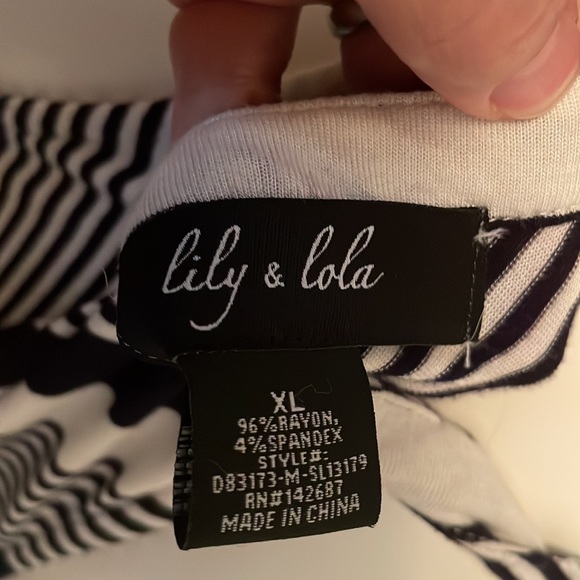 lily & lola
XL
96%RAYON,
4%SPANDEX
STYLE#:
D83173-M-SL13179
RN#142687
MADE IN CHINA